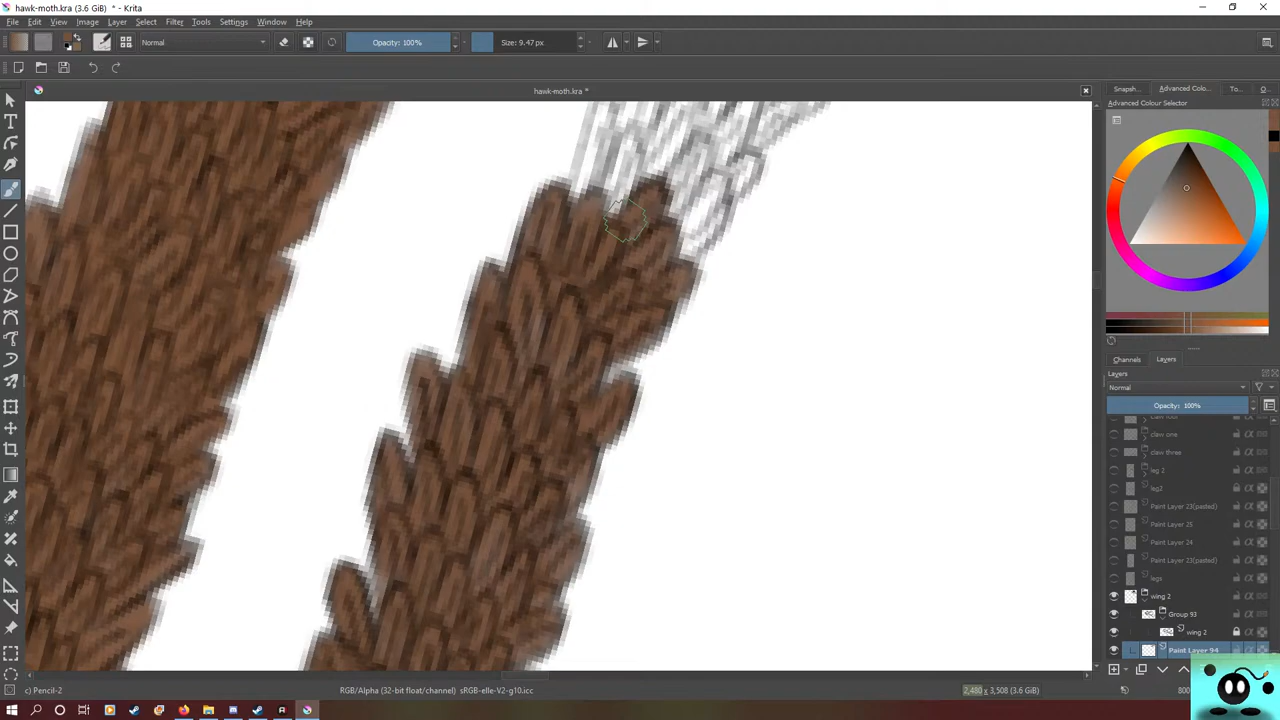 hawk-moth.kra (3.6 GiB) * - Krita
File Edit View Image Layer Select Filter Tools Settings Window Help
Normal Opacity: 100% Size: 9.47 px
hawk-moth.kra *
Snapsh... Advanced Colo... To... O...
Advanced Colour Selector
Channels Layers
Layers
Normal
Opacity: 100%
claw one
claw three
leg 2
leg2
Paint Layer 23(pasted)
Paint Layer 25
Paint Layer 24
Paint Layer 23(pasted)
legs
wing 2
Group 93
wing 2
Paint Layer 94
c) Pencil-2 RGB/Alpha (32-bit float/channel) sRGB-elle-V2-g10.icc 2,480 x 3,508 (3.6 GiB) 800